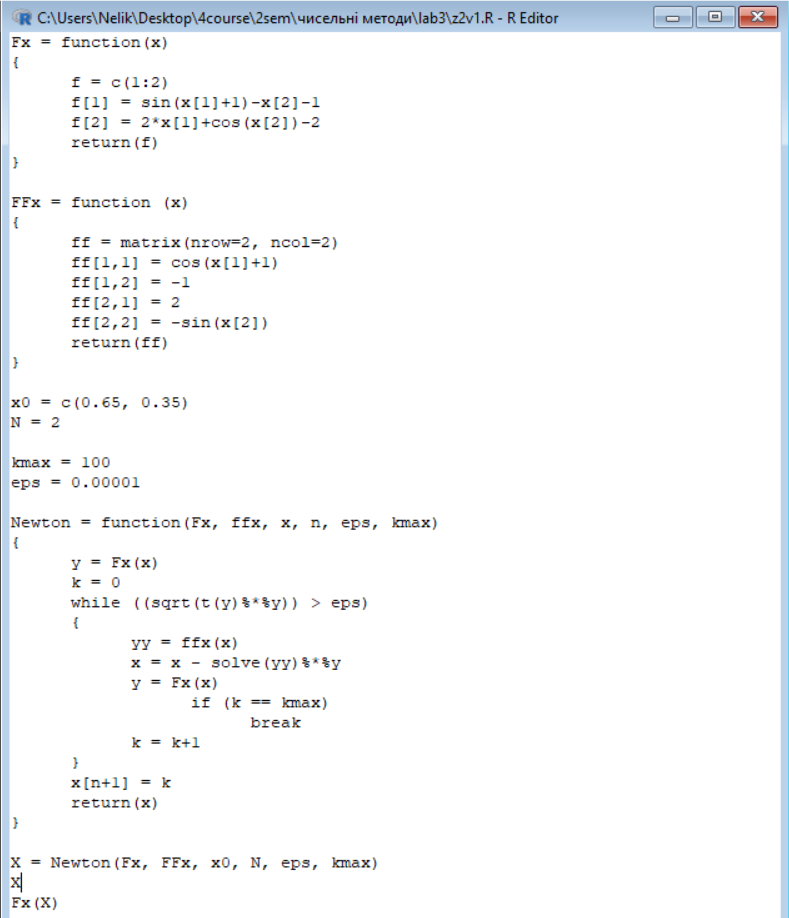 C:\Users\Nelik\Desktop\4course\2sem\чисельні методи\lab3\z2v1.R - R Editor
Fx = function(x)
{
      f = c(1:2)
      f[1] = sin(x[1]+1)-x[2]-1
      f[2] = 2*x[1]+cos(x[2])-2
      return(f)
}

FFx = function (x)
{
      ff = matrix(nrow=2, ncol=2)
      ff[1,1] = cos(x[1]+1)
      ff[1,2] = -1
      ff[2,1] = 2
      ff[2,2] = -sin(x[2])
      return(ff)
}

x0 = c(0.65, 0.35)
N = 2

kmax = 100
eps = 0.00001

Newton = function(Fx, ffx, x, n, eps, kmax)
{
      y = Fx(x)
      k = 0
      while ((sqrt(t(y)%*%y)) > eps)
      {
            yy = ffx(x)
            x = x - solve(yy)%*%y
            y = Fx(x)
                  if (k == kmax)
                        break
            k = k+1
      }
      x[n+1] = k
      return(x)
}

X = Newton(Fx, FFx, x0, N, eps, kmax)
X
Fx(X)